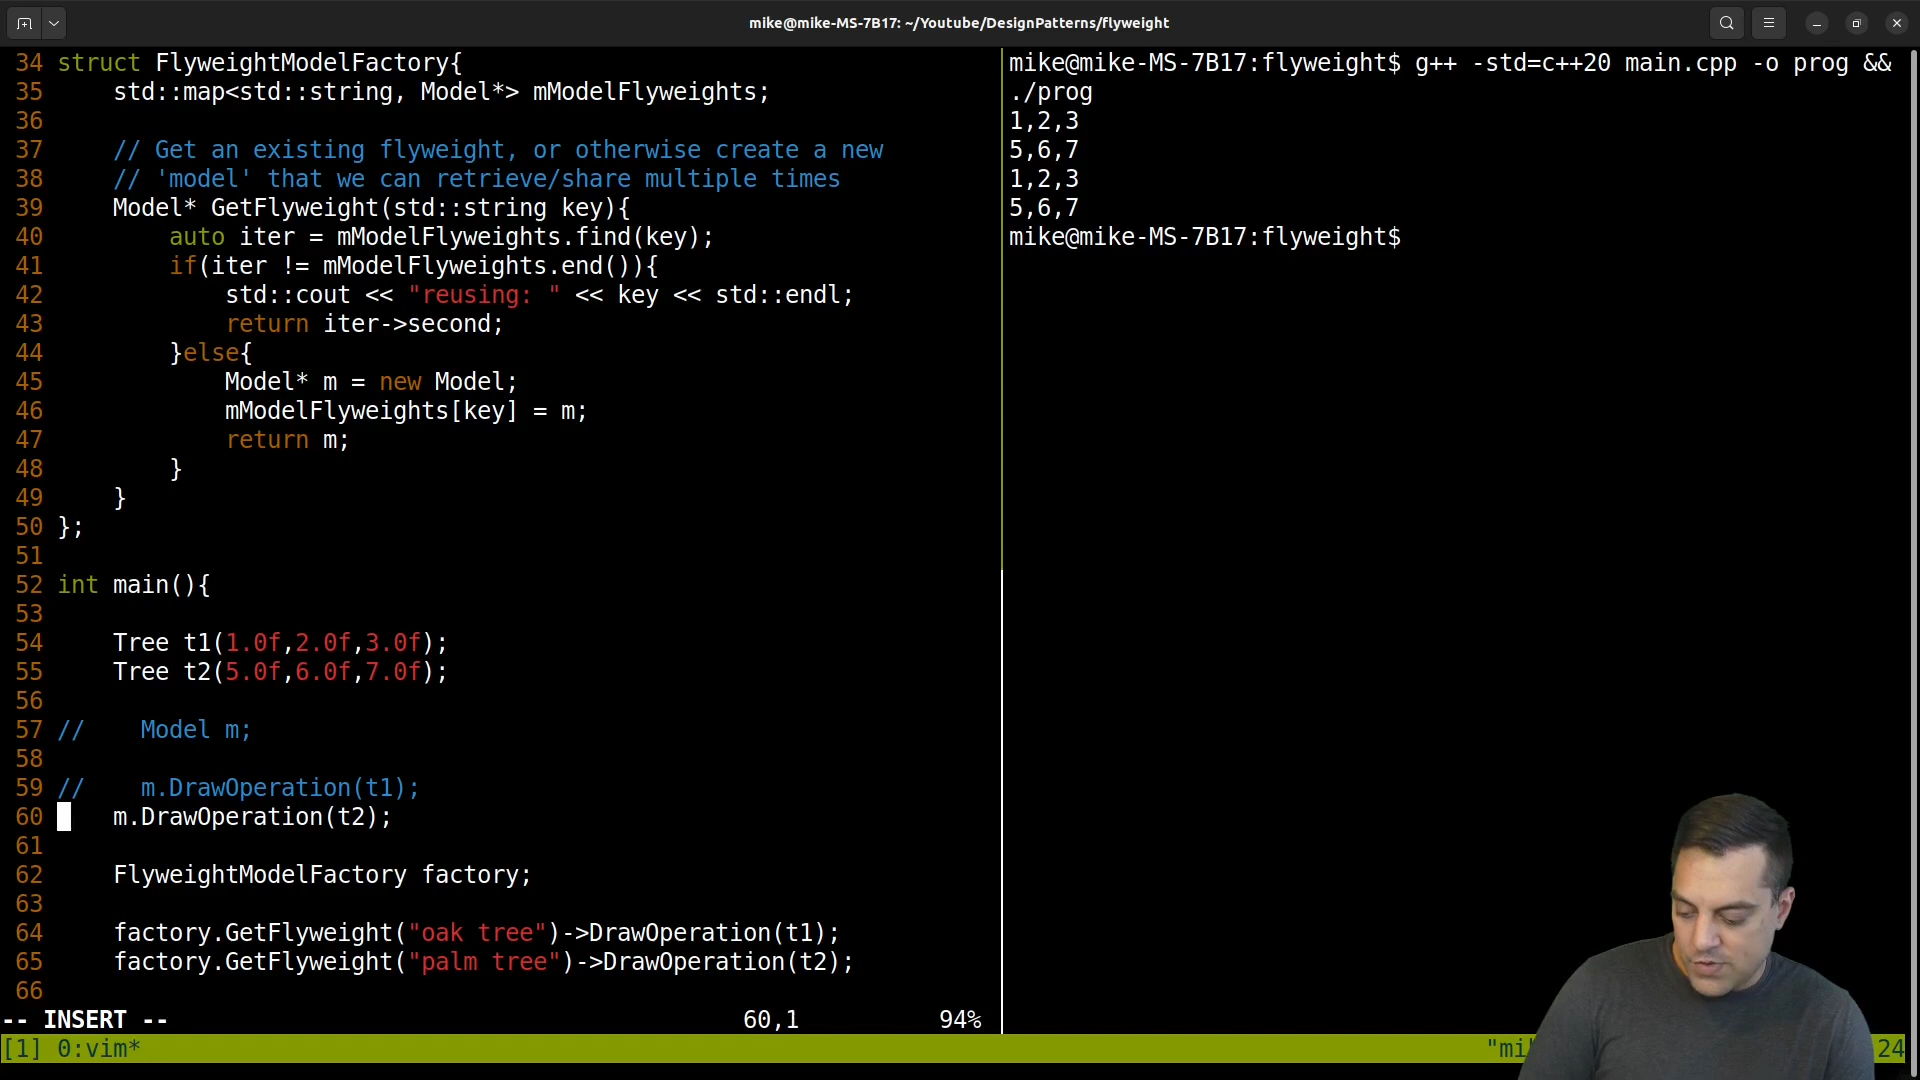 mike@mike-MS-7B17: ~/Youtube/DesignPatterns/flyweight
34 struct FlyweightModelFactory{
35     std::map<std::string, Model*> mModelFlyweights;
36
37     // Get an existing flyweight, or otherwise create a new
38     // 'model' that we can retrieve/share multiple times
39     Model* GetFlyweight(std::string key){
40         auto iter = mModelFlyweights.find(key);
41         if(iter != mModelFlyweights.end()){
42             std::cout << "reusing: " << key << std::endl;
43             return iter->second;
44         }else{
45             Model* m = new Model;
46             mModelFlyweights[key] = m;
47             return m;
48         }
49     }
50 };
51
52 int main(){
53
54     Tree t1(1.0f,2.0f,3.0f);
55     Tree t2(5.0f,6.0f,7.0f);
56
57 //    Model m;
58
59 //    m.DrawOperation(t1);
60     m.DrawOperation(t2);
61
62     FlyweightModelFactory factory;
63
64     factory.GetFlyweight("oak tree")->DrawOperation(t1);
65     factory.GetFlyweight("palm tree")->DrawOperation(t2);
66
-- INSERT -- 60,1 94%
mike@mike-MS-7B17:flyweight$ g++ -std=c++20 main.cpp -o prog &&
./prog
1,2,3
5,6,7
1,2,3
5,6,7
mike@mike-MS-7B17:flyweight$
[1] 0:vim* 24